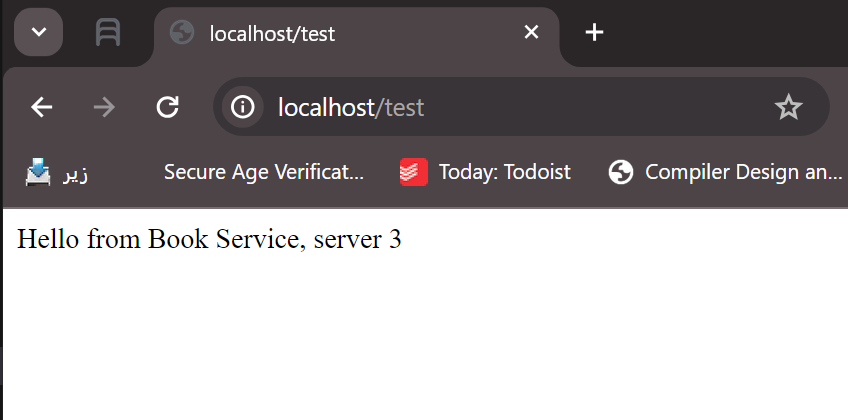 localhost/test
localhost/test
زیر
Secure Age Verificat...
Today: Todoist
Compiler Design an...
Hello from Book Service, server 3